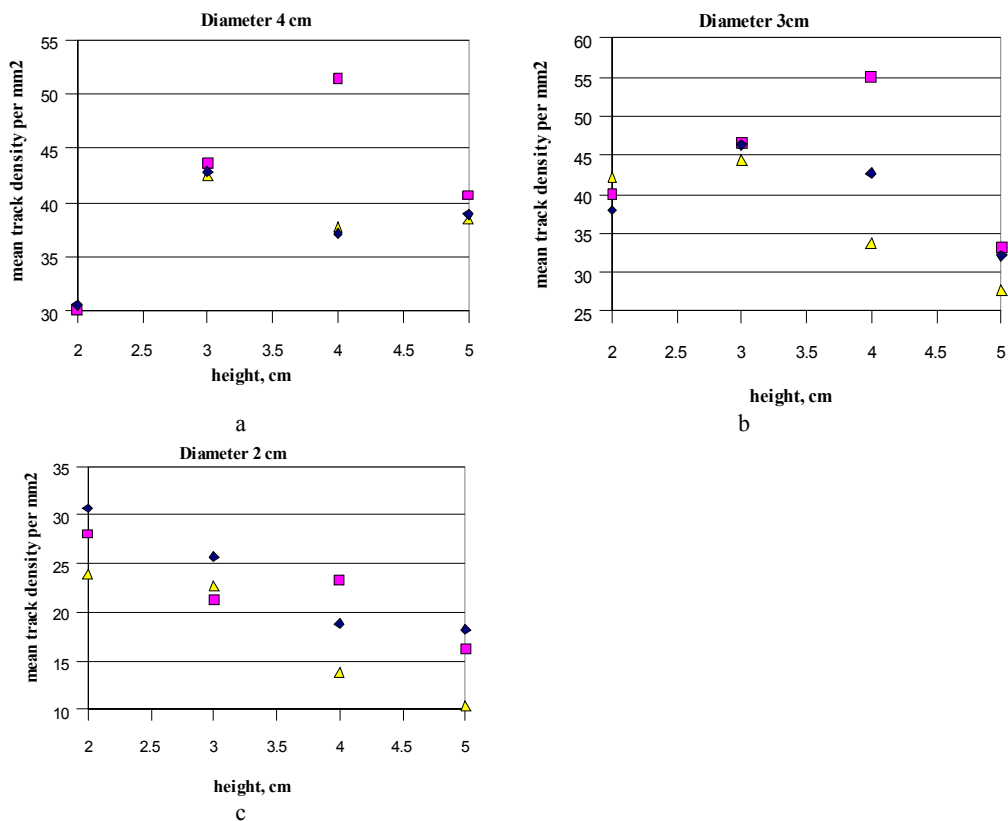 Diameter 4 cm
mean track density per mm2
55
50
45
40
35
30
2 2.5 3 3.5 4 4.5 5
height, cm
a
Diameter 3cm
mean track density per mm2
60
55
50
45
40
35
30
25
2 2.5 3 3.5 4 4.5 5
height, cm
b
Diameter 2 cm
mean track density per mm2
35
30
25
20
15
10
2 2.5 3 3.5 4 4.5 5
height, cm
c